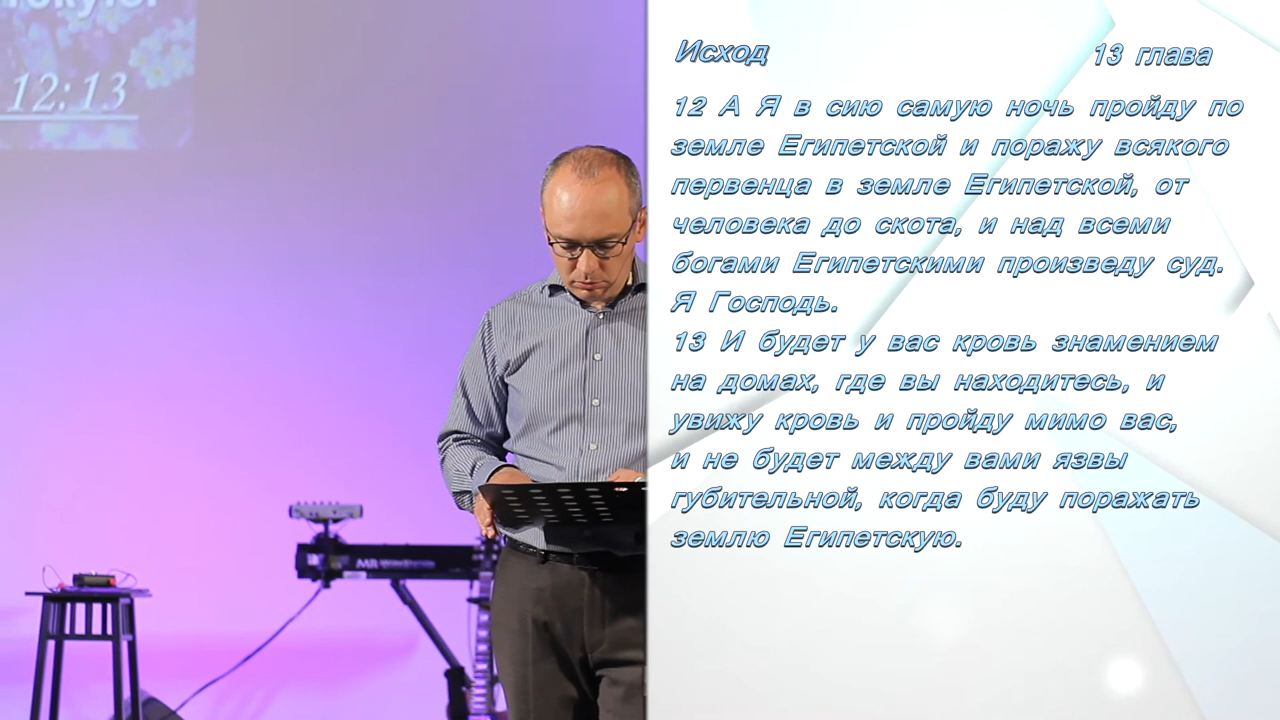 12:13
Исход 13 глава
12 А Я в сию самую ночь пройду по
земле Египетской и поражу всякого
первенца в земле Египетской, от
человека до скота, и над всеми
богами Египетскими произведу суд.
Я Господь.
13 И будет у вас кровь знамением
на домах, где вы находитесь, и
увижу кровь и пройду мимо вас,
и не будет между вами язвы
губительной, когда буду поражать
землю Египетскую.